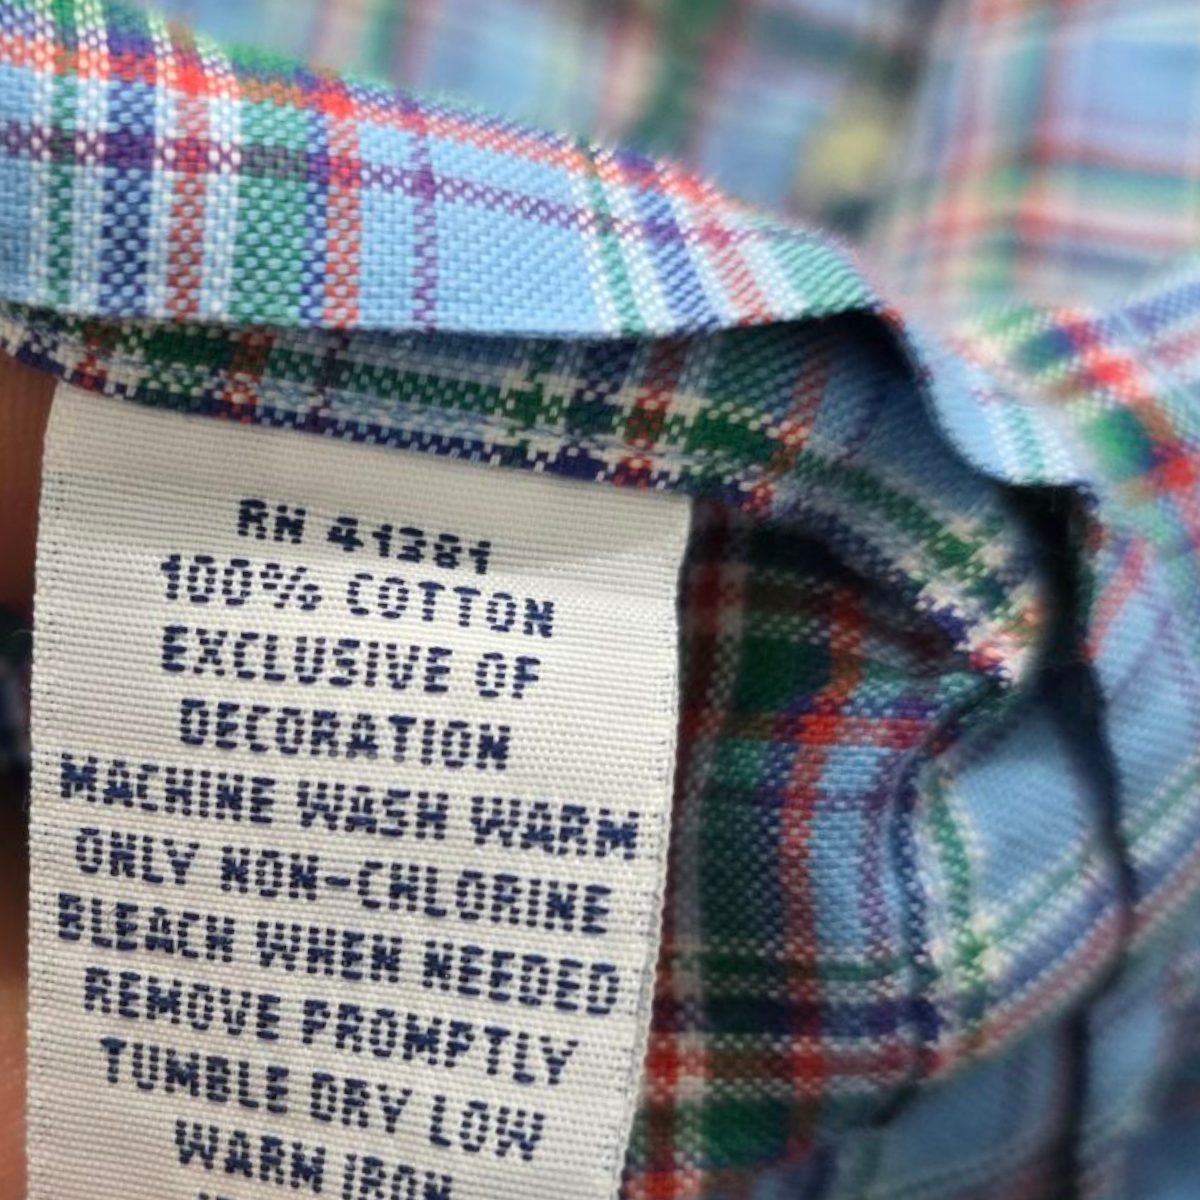 RN 41381
100% COTTON
EXCLUSIVE OF
DECORATION
MACHINE WASH WARM
ONLY NON-CHLORINE
BLEACH WHEN NEEDED
REMOVE PROMPTLY
TUMBLE DRY LOW
WARM IRON